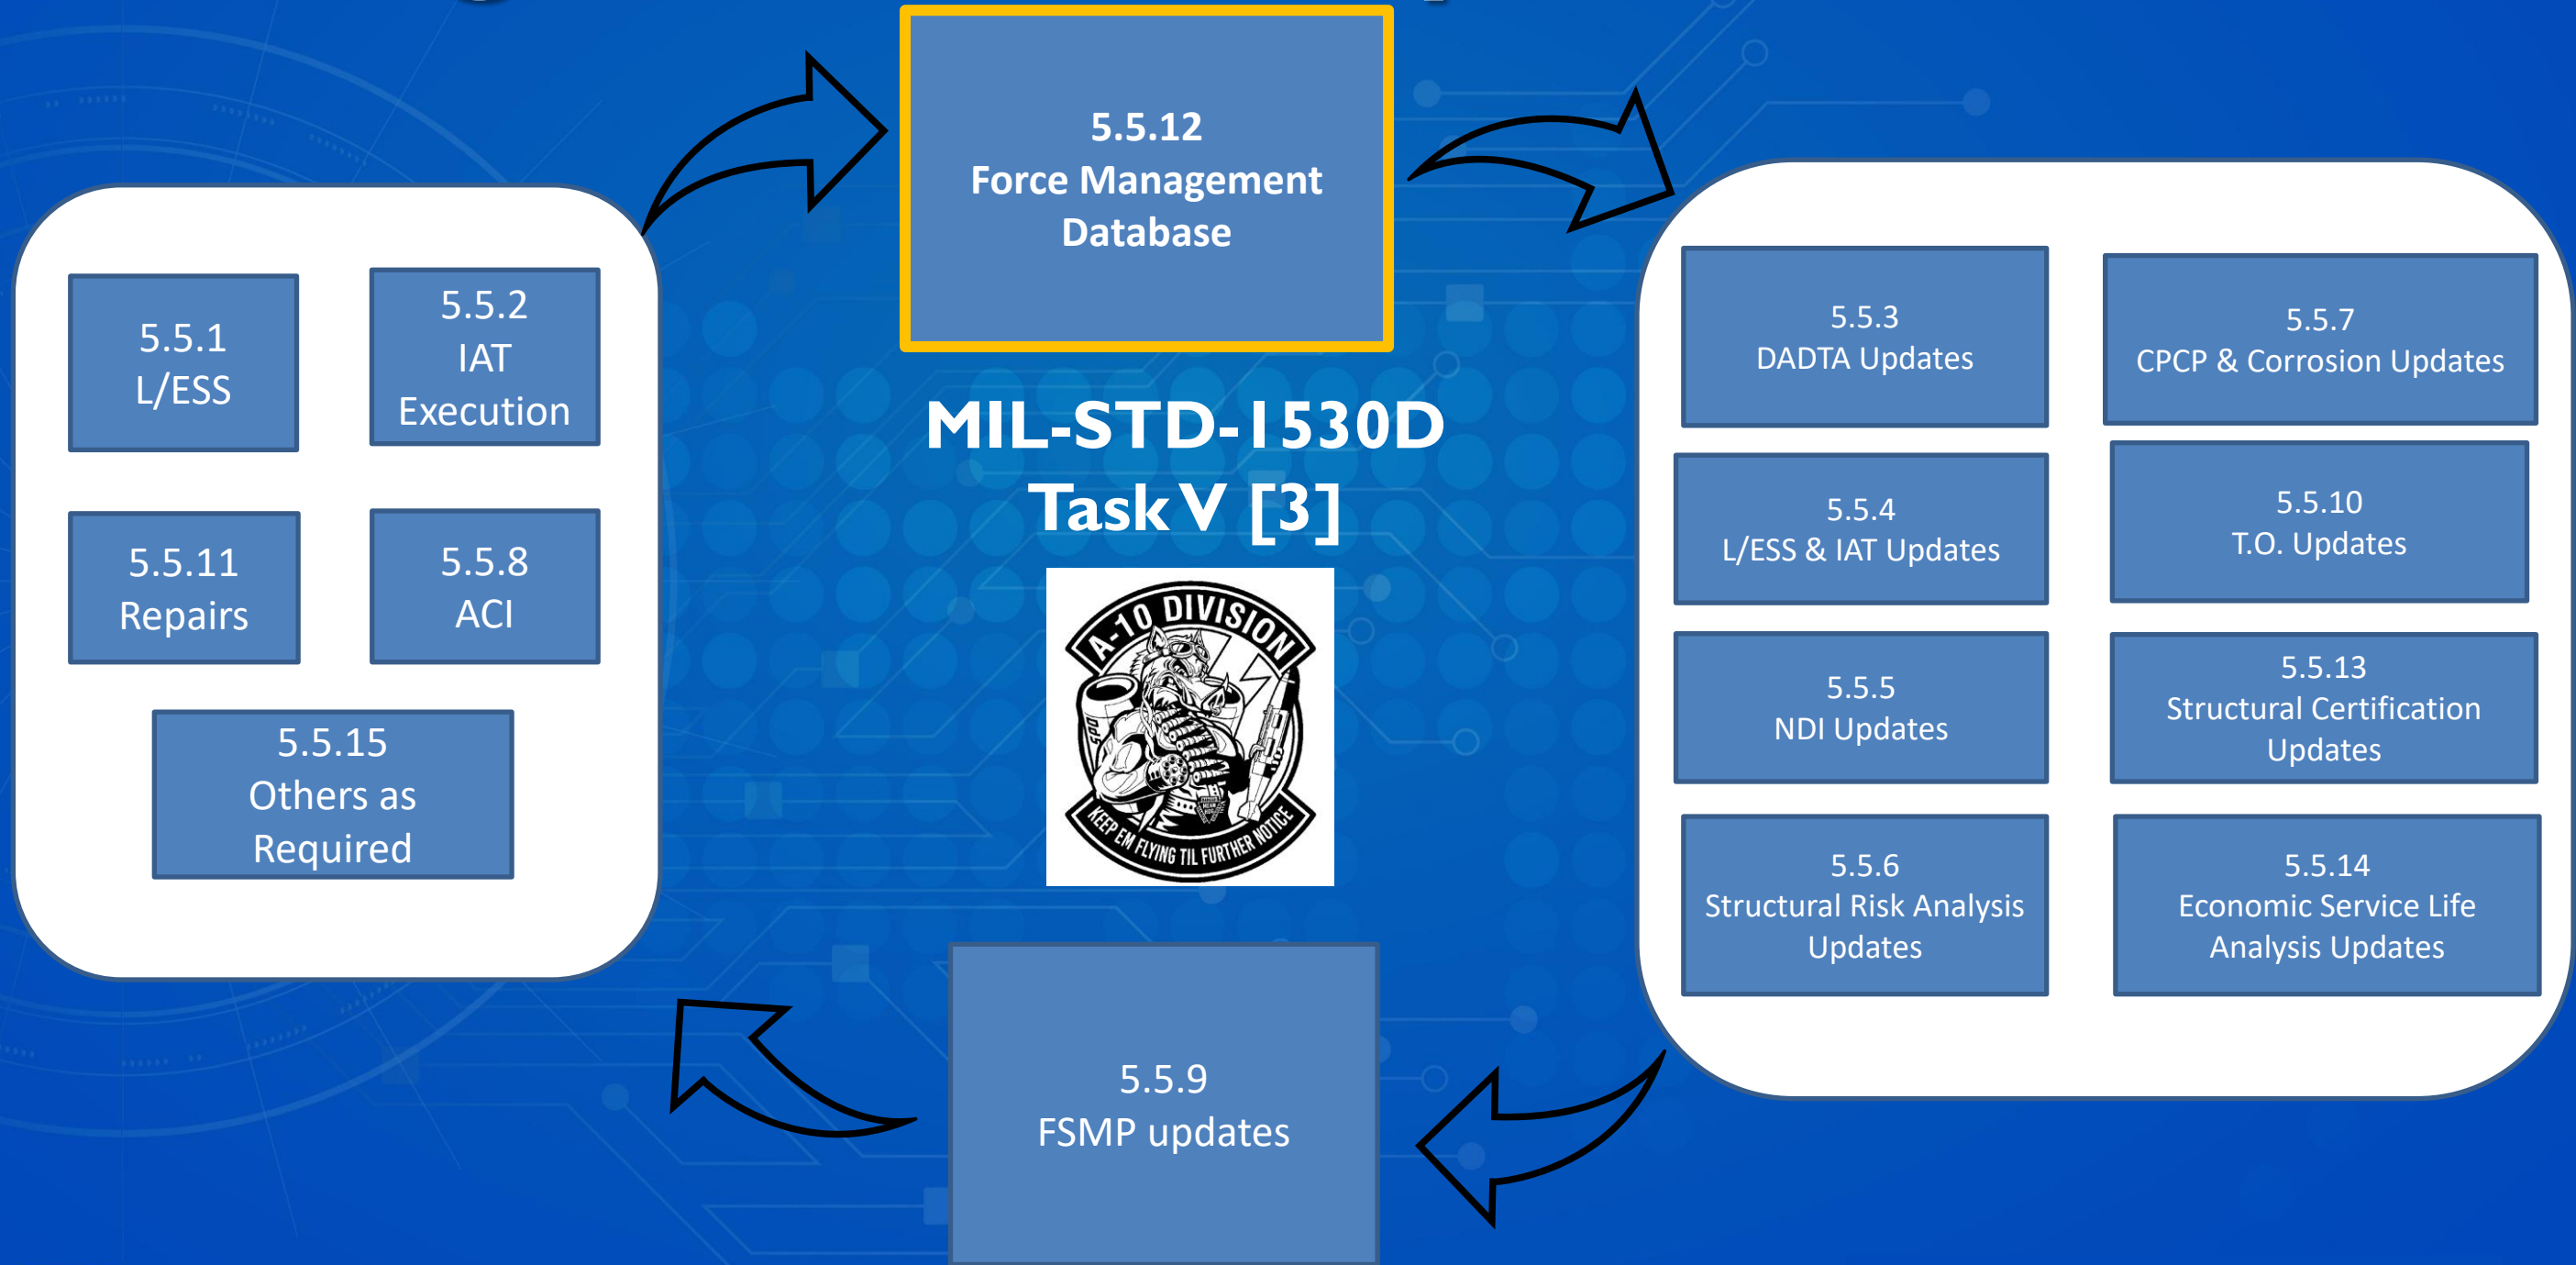 5.5.12
Force Management
Database
5.5.1
L/ESS
5.5.2
IAT
Execution
5.5.11
Repairs
5.5.8
ACI
5.5.15
Others as
Required
MIL-STD-1530D
Task V [3]
A-10 DIVISION
KEEP EM FLYING TIL FURTHER NOTICE
5.5.9
FSMP updates
5.5.3
DADTA Updates
5.5.7
CPCP & Corrosion Updates
5.5.4
L/ESS & IAT Updates
5.5.10
T.O. Updates
5.5.5
NDI Updates
5.5.13
Structural Certification
Updates
5.5.6
Structural Risk Analysis
Updates
5.5.14
Economic Service Life
Analysis Updates